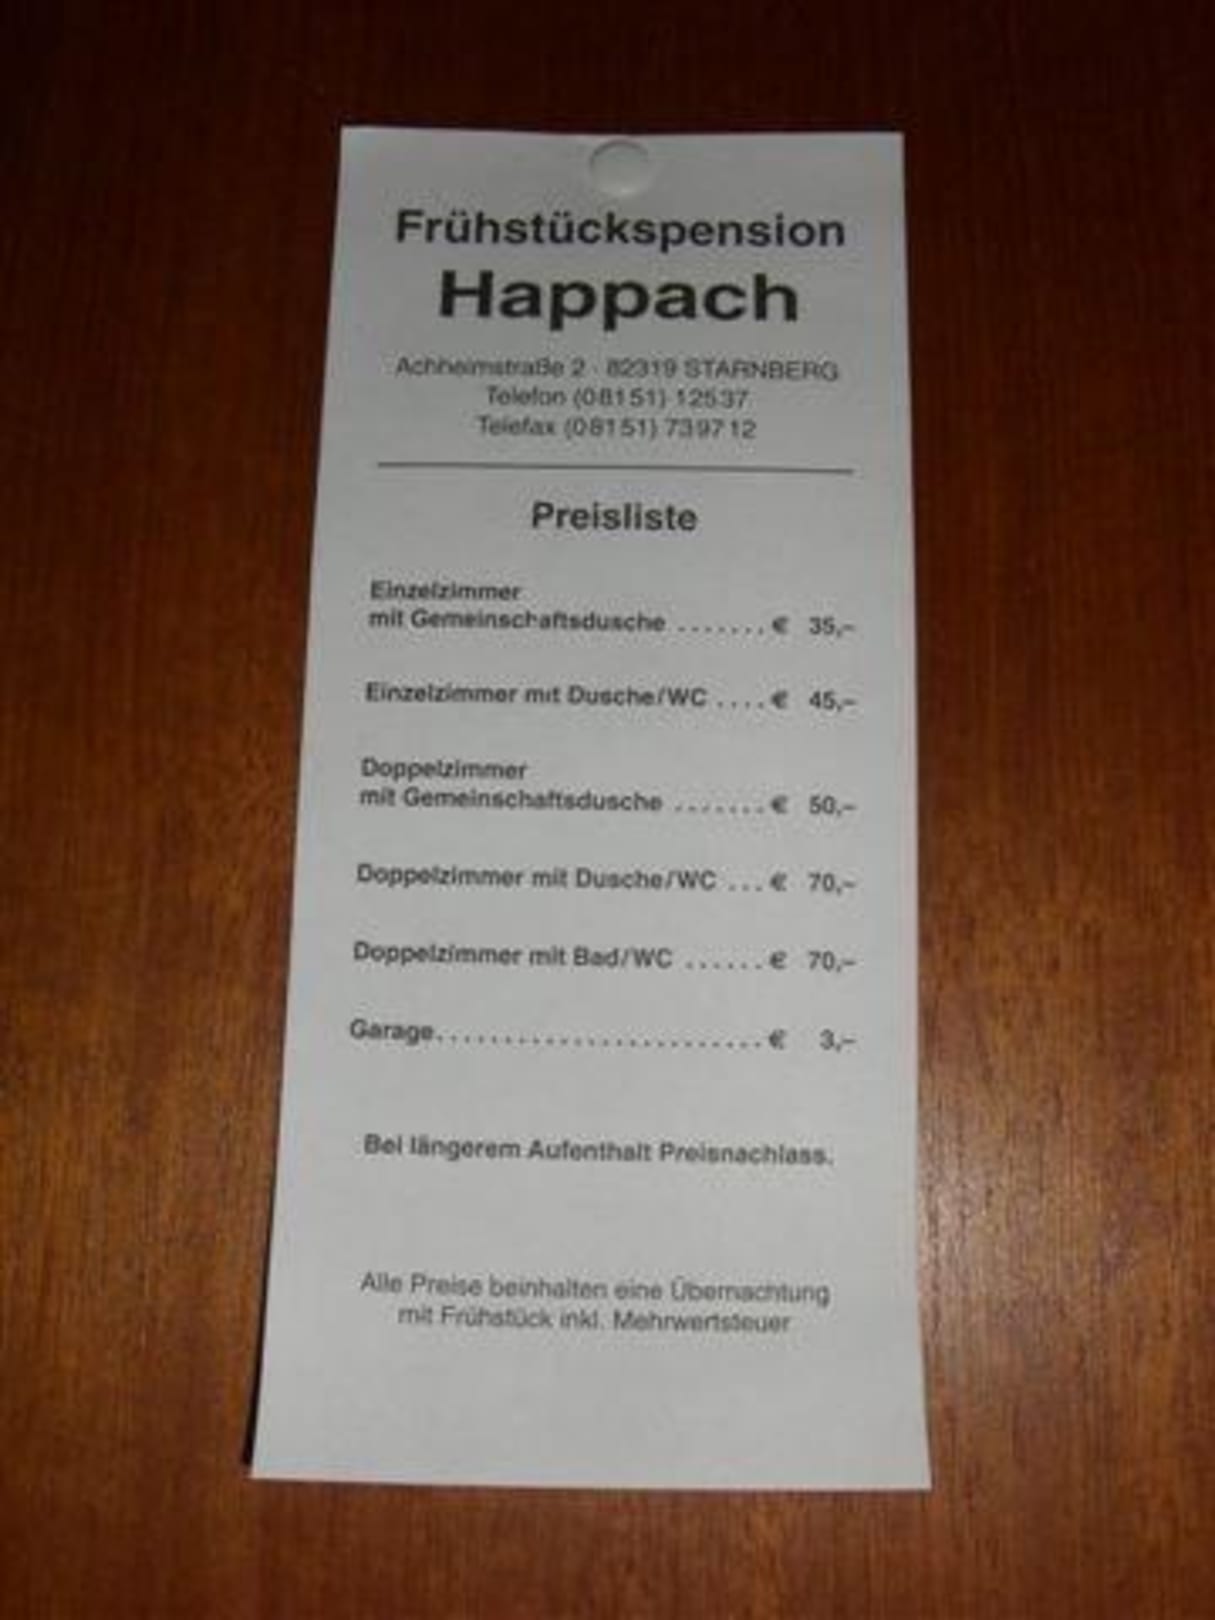 Frühstückspension
Happach
Achheimstraße 2 · 82319 STARNBERG
Telefon (08151) 12537
Telefax (08151) 739712
Preisliste
Einzelzimmer
mit Gemeinschaftsdusche ....... € 35,–
Einzelzimmer mit Dusche/WC .... € 45,–
Doppelzimmer
mit Gemeinschaftsdusche ....... € 50,–
Doppelzimmer mit Dusche/WC ... € 70,–
Doppelzimmer mit Bad/WC ...... € 70,–
Garage........................ € 3,–
Bei längerem Aufenthalt Preisnachlass.
Alle Preise beinhalten eine Übernachtung
mit Frühstück inkl. Mehrwertsteuer